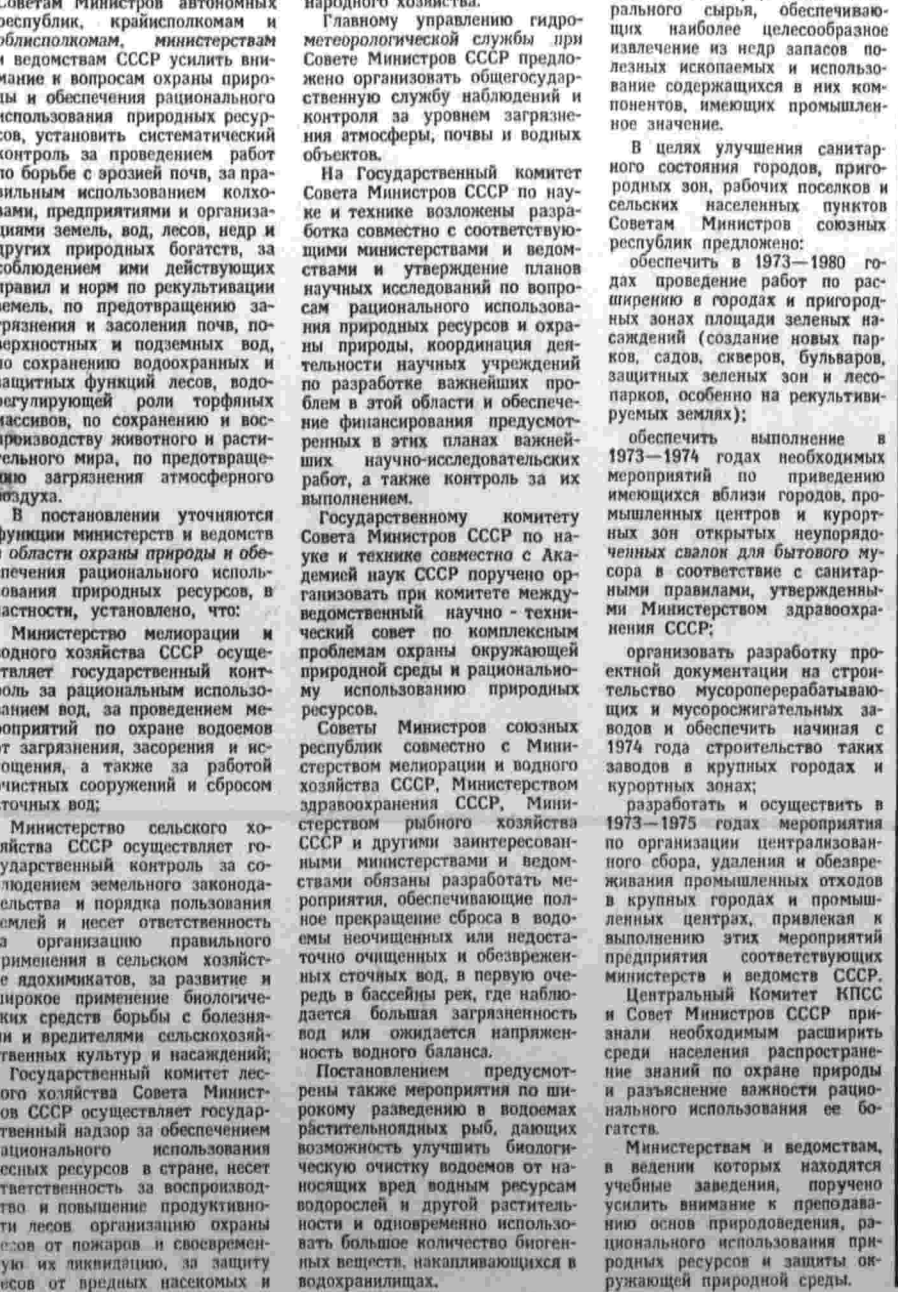 Советам Министров автономных
республик, крайисполкомам и
облисполкомам, министерствам
и ведомствам СССР усилить вни-
мание к вопросам охраны приро-
ды и обеспечения рационального
использования природных ресур-
сов, установить систематический
контроль за проведением работ
по борьбе с эрозией почв, за пра-
вильным использованием колхо-
зами, предприятиями и организа-
циями земель, вод, лесов, недр и
других природных богатств, за
соблюдением ими действующих
правил и норм по рекультивации
земель, по предотвращению за-
грязнения и засоления почв, по-
верхностных и подземных вод,
по сохранению водоохранных и
защитных функций лесов, водо-
регулирующей роли торфяных
массивов, по сохранению и вос-
производству животного и расти-
тельного мира, по предотвраще-
нию загрязнения атмосферного
воздуха.
В постановлении уточняются
функции министерств и ведомств
в области охраны природы и обе-
спечения рационального исполь-
зования природных ресурсов, в
частности, установлено, что:
Министерство мелиорации и
водного хозяйства СССР осуще-
ствляет государственный конт-
роль за рациональным использо-
ванием вод, за проведением ме-
роприятий по охране водоемов
от загрязнения, засорения и ис-
тощения, а также за работой
очистных сооружений и сбросом
сточных вод;
Министерство сельского хо-
зяйства СССР осуществляет го-
сударственный контроль за со-
блюдением земельного законода-
тельства и порядка пользования
землей и несет ответственность
за организацию правильного
применения в сельском хозяйст-
ве ядохимикатов, за развитие и
широкое применение биологиче-
ских средств борьбы с болезня-
ми и вредителями сельскохозяй-
ственных культур и насаждений;
Государственный комитет лес-
ного хозяйства Совета Минист-
ров СССР осуществляет государ-
ственный надзор за обеспечением
рационального использования
лесных ресурсов в стране, несет
ответственность за воспроизвод-
ство и повышение продуктивно-
сти лесов организацию охраны
лесов от пожаров и своевремен-
ную их ликвидацию, за защиту
лесов от вредных насекомых и
народного хозяйства.
Главному управлению гидро-
метеорологической службы при
Совете Министров СССР предло-
жено организовать общегосудар-
ственную службу наблюдений и
контроля за уровнем загрязне-
ния атмосферы, почвы и водных
объектов.
На Государственный комитет
Совета Министров СССР по нау-
ке и технике возложены разра-
ботка совместно с соответствую-
щими министерствами и ведом-
ствами и утверждение планов
научных исследований по вопро-
сам рационального использова-
ния природных ресурсов и охра-
ны природы, координация дея-
тельности научных учреждений
по разработке важнейших про-
блем в этой области и обеспече-
ние финансирования предусмот-
ренных в этих планах важней-
ших научно-исследовательских
работ, а также контроль за их
выполнением.
Государственному комитету
Совета Министров СССР по на-
уке и технике совместно с Ака-
демией наук СССР поручено ор-
ганизовать при комитете между-
ведомственный научно - техни-
ческий совет по комплексным
проблемам охраны окружающей
природной среды и рационально-
му использованию природных
ресурсов.
Советы Министров союзных
республик совместно с Мини-
стерством мелиорации и водного
хозяйства СССР, Министерством
здравоохранения СССР, Мини-
стерством рыбного хозяйства
СССР и другими заинтересован-
ными министерствами и ведом-
ствами обязаны разработать ме-
роприятия, обеспечивающие пол-
ное прекращение сброса в водо-
емы неочищенных или недоста-
точно очищенных и обезврежен-
ных сточных вод, в первую оче-
редь в бассейны рек, где наблю-
дается большая загрязненность
вод или ожидается напряжен-
ность водного баланса.
Постановлением предусмот-
рены также мероприятия по ши-
рокому разведению в водоемах
растительноядных рыб, дающих
возможность улучшить биологи-
ческую очистку водоемов от на-
носящих вред водным ресурсам
водорослей и другой раститель-
ности и одновременно использо-
вать большое количество биоген-
ных веществ, накапливающихся в
водохранилищах.
рального сырья, обеспечиваю-
щих наиболее целесообразное
извлечение из недр запасов по-
лезных ископаемых и использо-
вание содержащихся в них ком-
понентов, имеющих промышлен-
ное значение.
В целях улучшения санитар-
ного состояния городов, приго-
родных зон, рабочих поселков и
сельских населенных пунктов
Советам Министров союзных
республик предложено:
обеспечить в 1973—1980 го-
дах проведение работ по рас-
ширению в городах и пригород-
ных зонах площади зеленых на-
саждений (создание новых пар-
ков, садов, скверов, бульваров,
защитных зеленых зон и лесо-
парков, особенно на рекультиви-
руемых землях);
обеспечить выполнение в
1973—1974 годах необходимых
мероприятий по приведению
имеющихся вблизи городов, про-
мышленных центров и курорт-
ных зон открытых неупорядо-
ченных свалок для бытового му-
сора в соответствие с санитар-
ными правилами, утвержденны-
ми Министерством здравоохра-
нения СССР;
организовать разработку про-
ектной документации на строи-
тельство мусороперерабатываю-
щих и мусоросжигательных за-
водов и обеспечить начиная с
1974 года строительство таких
заводов в крупных городах и
курортных зонах;
разработать и осуществить в
1973—1975 годах мероприятия
по организации централизован-
ного сбора, удаления и обезвре-
живания промышленных отходов
в крупных городах и промыш-
ленных центрах, привлекая к
выполнению этих мероприятий
предприятия соответствующих
министерств и ведомств СССР.
Центральный Комитет КПСС
и Совет Министров СССР при-
знали необходимым расширить
среди населения распростране-
ние знаний по охране природы
и разъяснение важности рацио-
нального использования ее бо-
гатств.
Министерствам и ведомствам,
в ведении которых находятся
учебные заведения, поручено
усилить внимание к преподава-
нию основ природоведения, ра-
ционального использования при-
родных ресурсов и защиты ок-
ружающей природной среды.